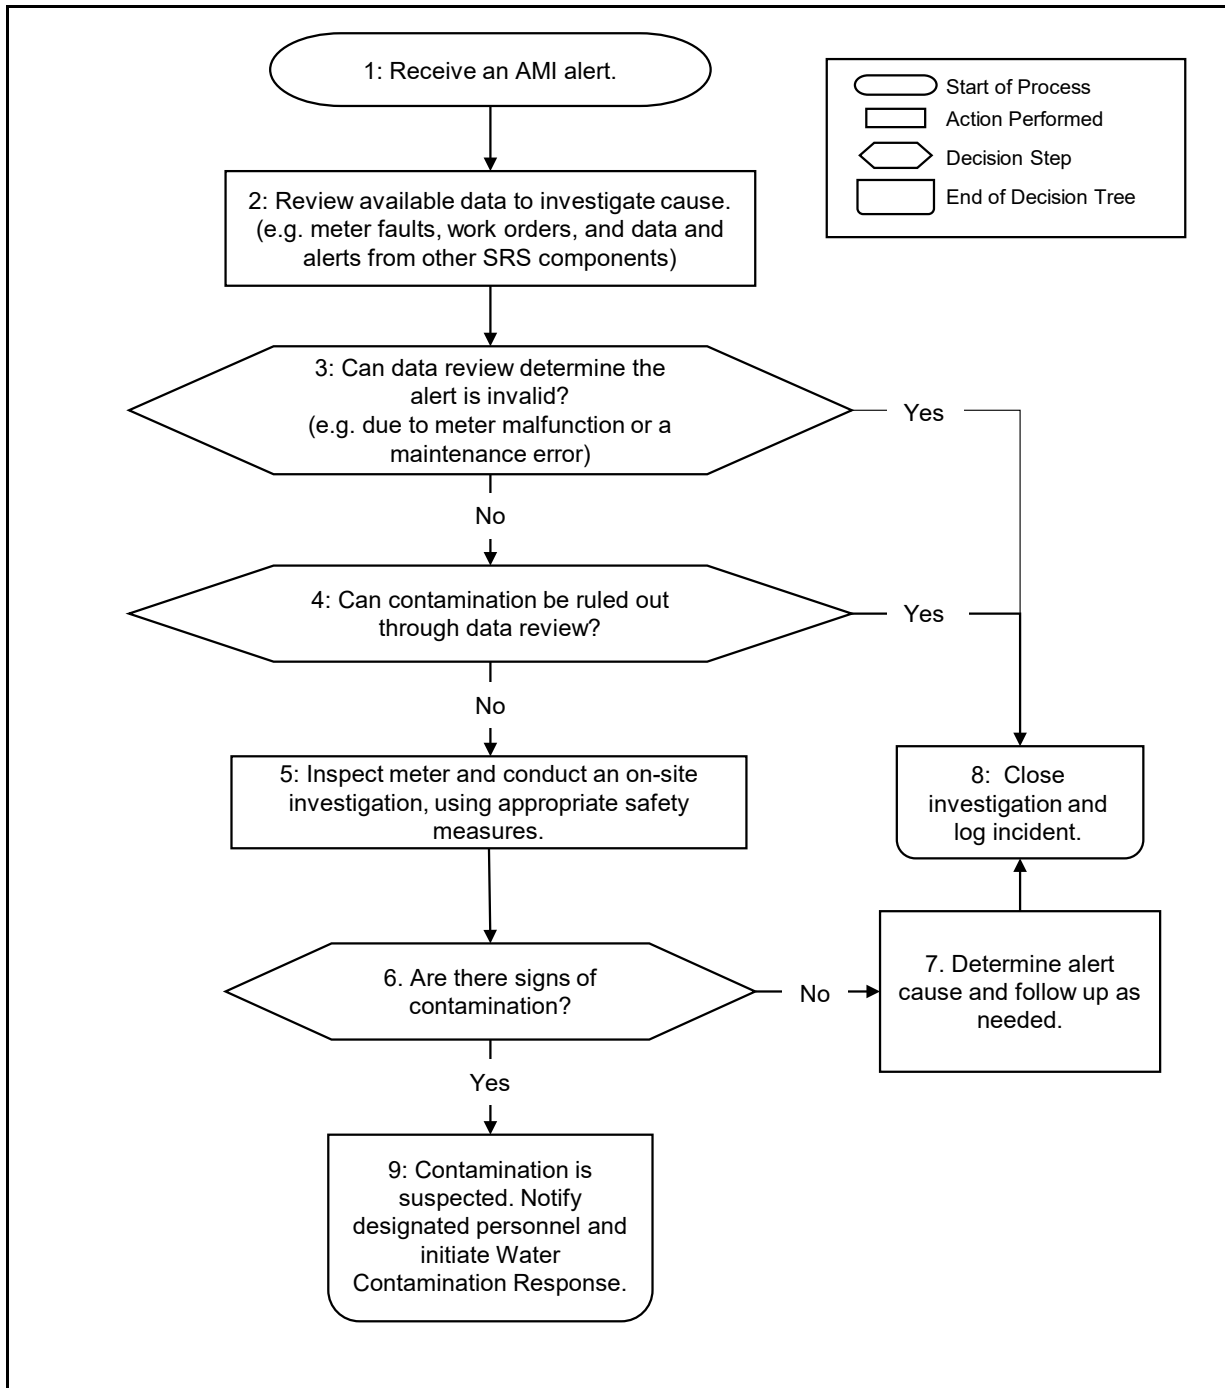 1: Receive an AMI alert.
Start of Process
Action Performed
Decision Step
End of Decision Tree
2: Review available data to investigate cause.
(e.g. meter faults, work orders, and data and
alerts from other SRS components)
3: Can data review determine the
alert is invalid?
(e.g. due to meter malfunction or a
maintenance error)
Yes
No
4: Can contamination be ruled out
through data review?
Yes
No
5: Inspect meter and conduct an on-site
investigation, using appropriate safety
measures.
8: Close
investigation and
log incident.
6. Are there signs of
contamination?
No
7. Determine alert
cause and follow up as
needed.
Yes
9: Contamination is
suspected. Notify
designated personnel and
initiate Water
Contamination Response.